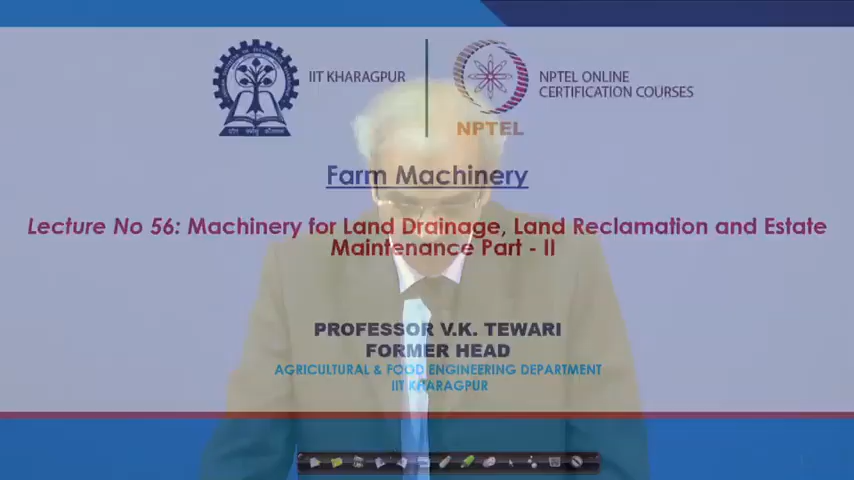 IIT KHARAGPUR
NPTEL ONLINE
CERTIFICATION COURSES
NPTEL
Farm Machinery
Lecture No 56: Machinery for Land Drainage, Land Reclamation and Estate
Maintenance Part - II
PROFESSOR V.K. TEWARI
FORMER HEAD
AGRICULTURAL & FOOD ENGINEERING DEPARTMENT
IIT KHARAGPUR